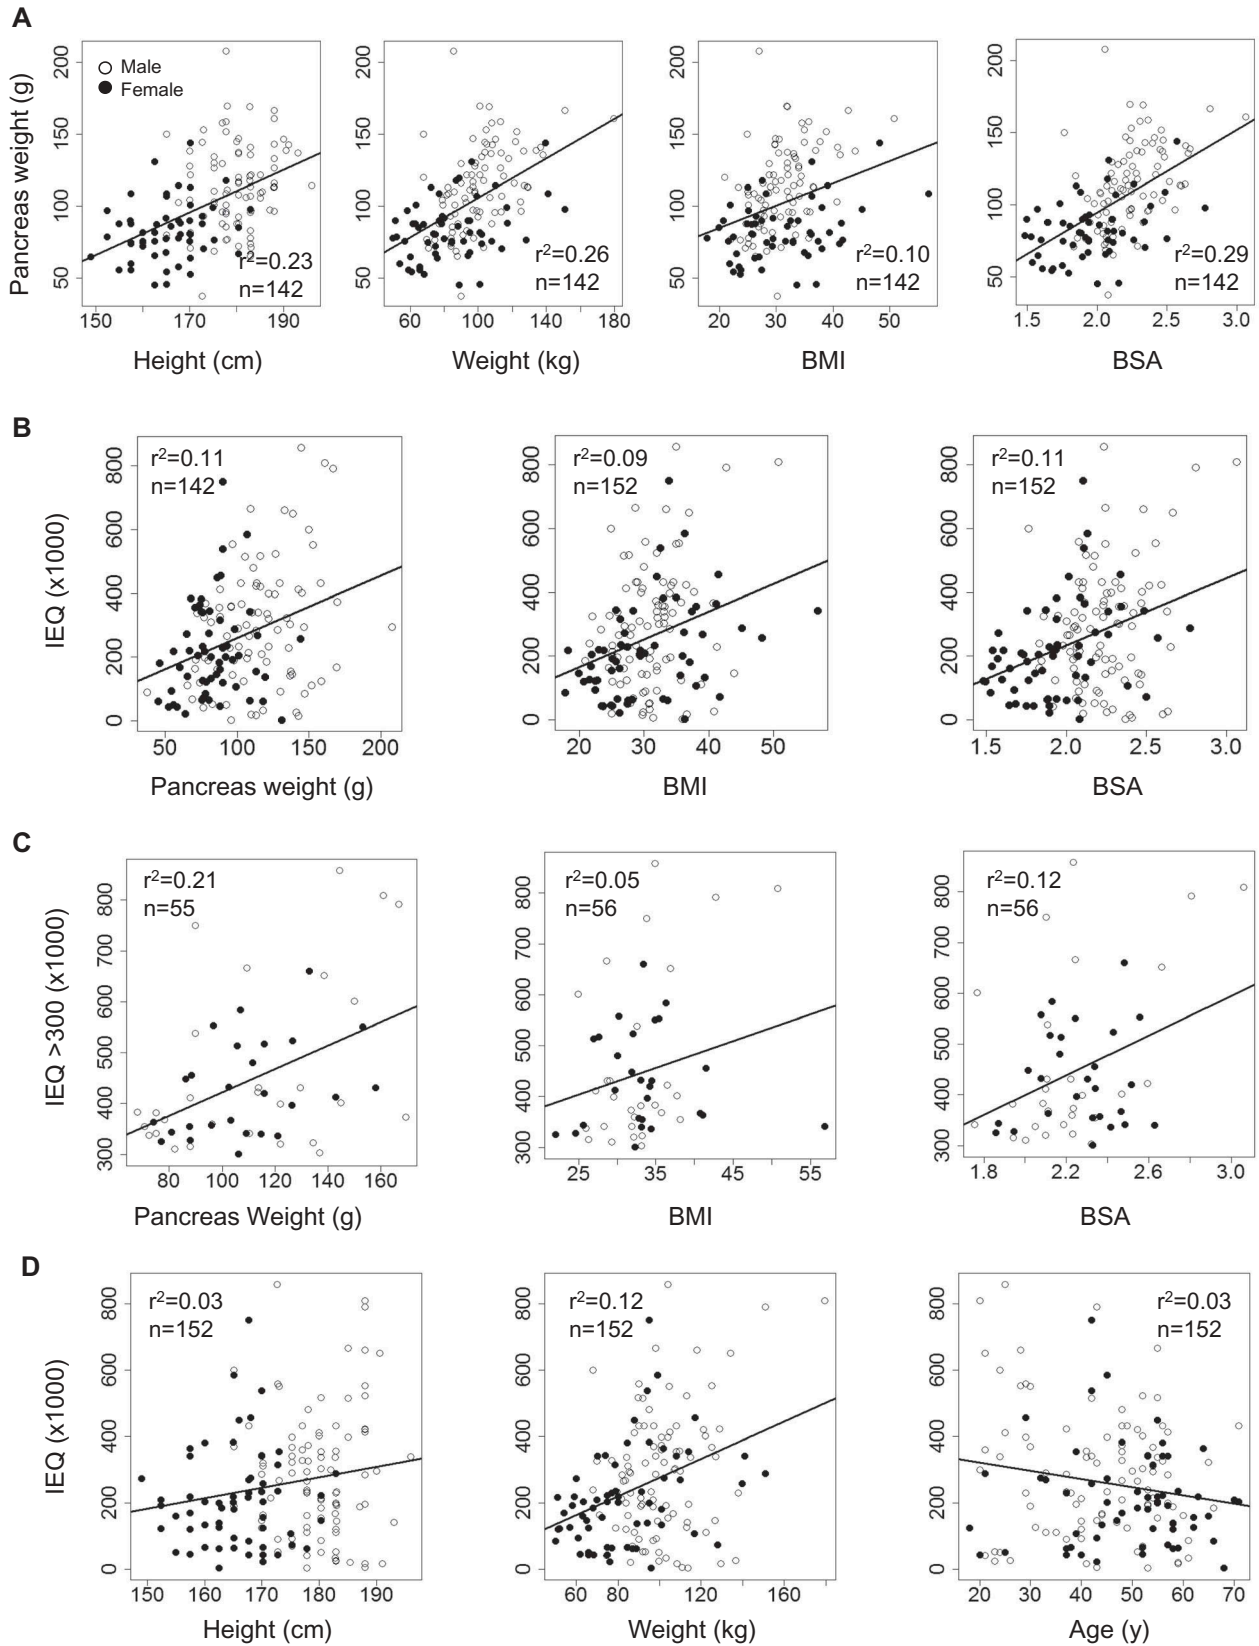 A
Pancreas weight (g)
50 100 150 200
○ Male
● Female
r²=0.23
n=142
150 170 190
Height (cm)
50 100 150 200
r²=0.26
n=142
60 100 140 180
Weight (kg)
50 100 150 200
r²=0.10
n=142
20 30 40 50
BMI
50 100 150 200
r²=0.29
n=142
1.5 2.0 2.5 3.0
BSA
B
IEQ (x1000)
0 200 400 600 800
r²=0.11
n=142
50 100 150 200
Pancreas weight (g)
0 200 400 600 800
r²=0.09
n=152
20 30 40 50
BMI
0 200 400 600 800
r²=0.11
n=152
1.5 2.0 2.5 3.0
BSA
C
IEQ >300 (x1000)
300 400 500 600 700 800
r²=0.21
n=55
80 100 120 140 160
Pancreas Weight (g)
300 400 500 600 700 800
r²=0.05
n=56
25 35 45 55
BMI
300 400 500 600 700 800
r²=0.12
n=56
1.8 2.2 2.6 3.0
BSA
D
IEQ (x1000)
0 200 400 600 800
r²=0.03
n=152
150 160 170 180 190
Height (cm)
0 200 400 600 800
r²=0.12
n=152
60 80 120 160
Weight (kg)
0 200 400 600 800
r²=0.03
n=152
20 30 40 50 60 70
Age (y)